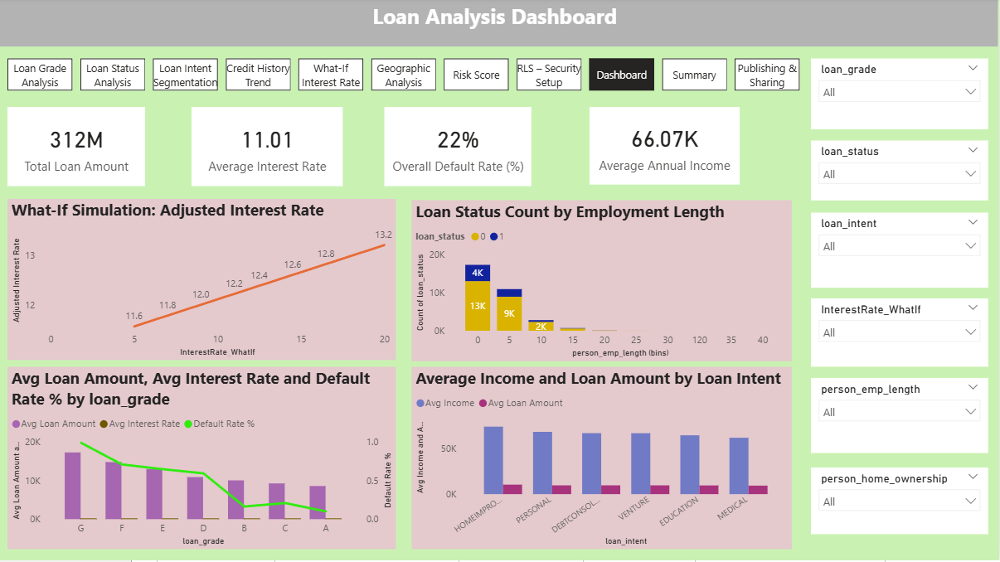 Loan Analysis Dashboard
Loan Grade
Analysis
Loan Status
Analysis
Loan Intent
Segmentation
Credit History
Trend
What-If
Interest Rate
Geographic
Analysis
Risk Score
RLS – Security
Setup
Dashboard
Summary
Publishing &
Sharing
312M
Total Loan Amount
11.01
Average Interest Rate
22%
Overall Default Rate (%)
66.07K
Average Annual Income
What-If Simulation: Adjusted Interest Rate
Adjusted Interest Rate
13
12
11.6
11.8
12.0
12.2
12.4
12.6
12.8
13.2
0
5
10
15
20
InterestRate_WhatIf
Loan Status Count by Employment Length
loan_status 0 1
Count of loan_status
20K
10K
0K
4K
13K
9K
2K
0
5
10
15
20
25
30
120
35
40
person_emp_length (bins)
Avg Loan Amount, Avg Interest Rate and Default
Rate % by loan_grade
Avg Loan Amount Avg Interest Rate Default Rate %
Avg Loan Amount a...
20K
10K
0K
1.0
0.5
0.0
Default Rate %
G
F
E
D
B
C
A
loan_grade
Average Income and Loan Amount by Loan Intent
Avg Income Avg Loan Amount
Avg Income and A...
50K
0K
HOMEIMPRO...
PERSONAL
DEBTCONSOL...
VENTURE
EDUCATION
MEDICAL
loan_intent
loan_grade
All
loan_status
All
loan_intent
All
InterestRate_WhatIf
All
person_emp_length
All
person_home_ownership
All